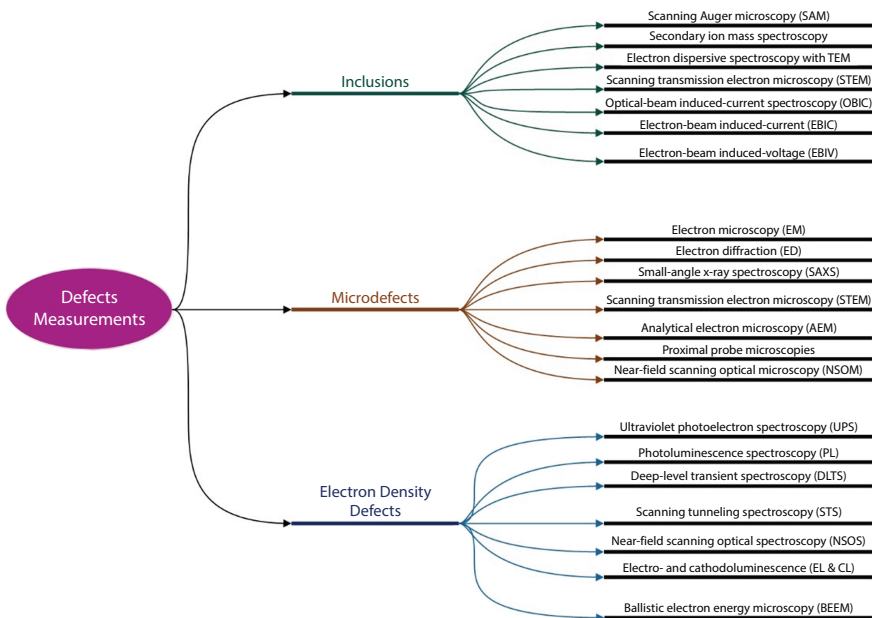 Defects
Measurements
Inclusions
Scanning Auger microscopy (SAM)
Secondary ion mass spectroscopy
Electron dispersive spectroscopy with TEM
Scanning transmission electron microscopy (STEM)
Optical-beam induced-current spectroscopy (OBIC)
Electron-beam induced-current (EBIC)
Electron-beam induced-voltage (EBIV)
Microdefects
Electron microscopy (EM)
Electron diffraction (ED)
Small-angle x-ray spectroscopy (SAXS)
Scanning transmission electron microscopy (STEM)
Analytical electron microscopy (AEM)
Proximal probe microscopies
Near-field scanning optical microscopy (NSOM)
Electron Density
Defects
Ultraviolet photoelectron spectroscopy (UPS)
Photoluminescence spectroscopy (PL)
Deep-level transient spectroscopy (DLTS)
Scanning tunneling spectroscopy (STS)
Near-field scanning optical spectroscopy (NSOS)
Electro- and cathodoluminescence (EL & CL)
Ballistic electron energy microscopy (BEEM)